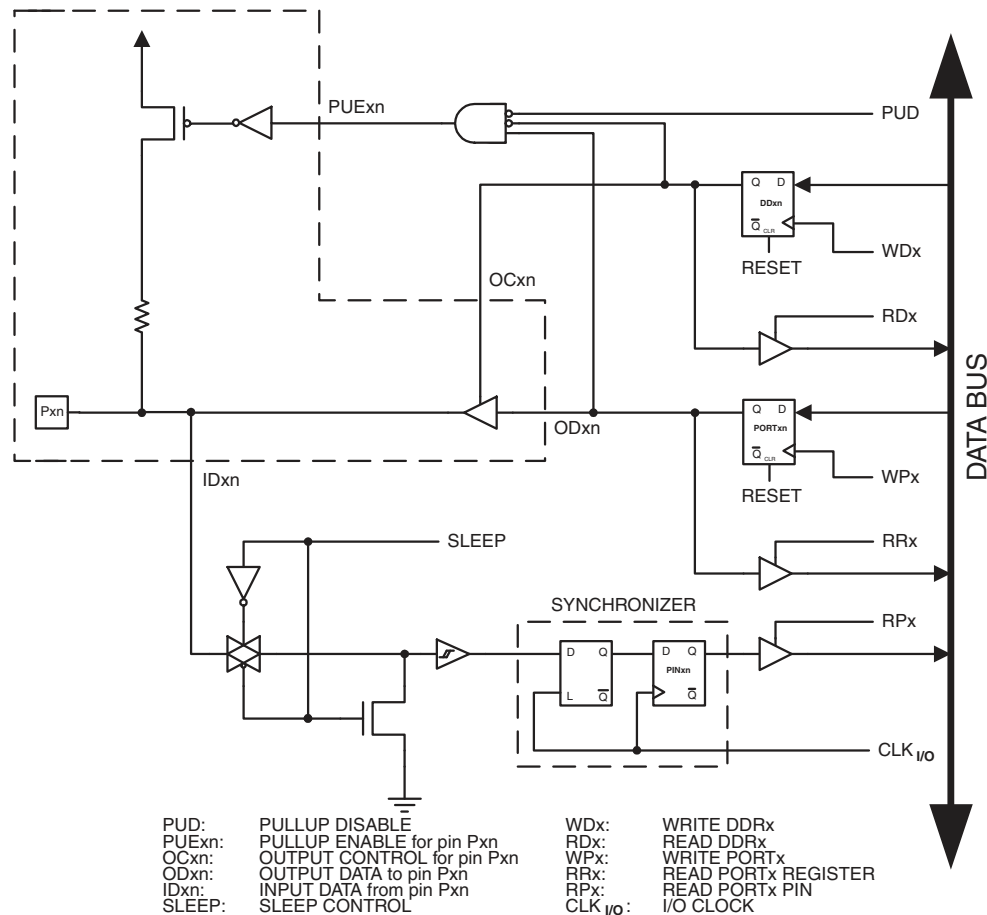 PUExn
PUD
Q D
DDxn
Q CLR
WDx
RESET
OCxn
RDx
Pxn
Q D
ODxn
PORTxn
Q CLR
IDxn
WPx
RESET
DATA BUS
SLEEP
RRx
SYNCHRONIZER
RPx
D Q
D Q
PINxn
L Q
Q
CLK I/O
PUD: PULLUP DISABLE
PUExn: PULLUP ENABLE for pin Pxn
OCxn: OUTPUT CONTROL for pin Pxn
ODxn: OUTPUT DATA to pin Pxn
IDxn: INPUT DATA from pin Pxn
SLEEP: SLEEP CONTROL
WDx: WRITE DDRx
RDx: READ DDRx
WPx: WRITE PORTx
RRx: READ PORTx REGISTER
RPx: READ PORTx PIN
CLK I/O: I/O CLOCK